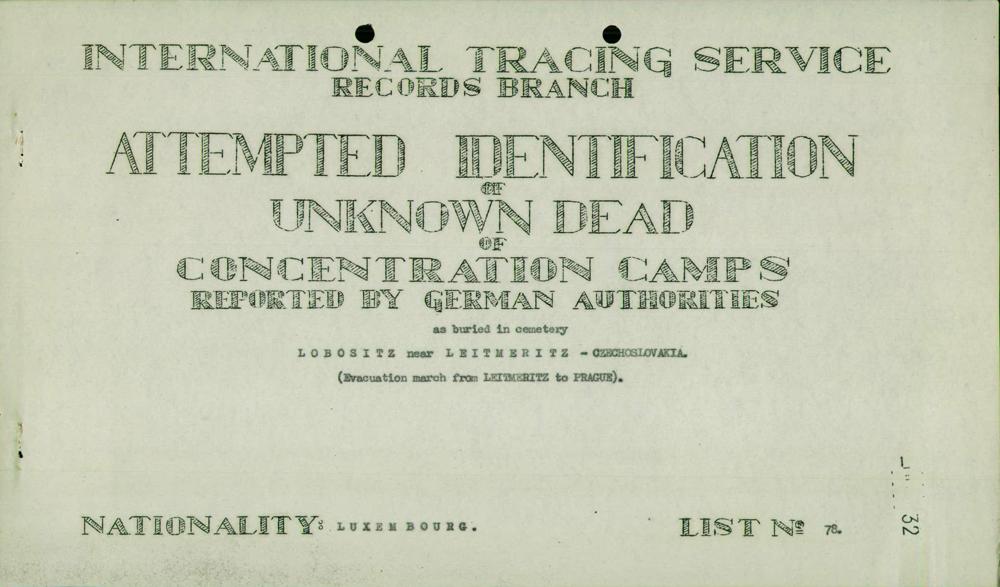 INTERNATIONAL TRACING SERVICE
RECORDS BRANCH
ATTEMPTED IDENTIFICATION
OF
UNKNOWN DEAD
OF
CONCENTRATION CAMPS
REPORTED BY GERMAN AUTHORITIES
as buried in cemetery
LOBOSITZ near LEITMERITZ - CZECHOSLOVAKIA.
(Evacuation march from LEITMERITZ to PRAGUE).
NATIONALITY: LUXEMBOURG. LIST Nº 78.
32